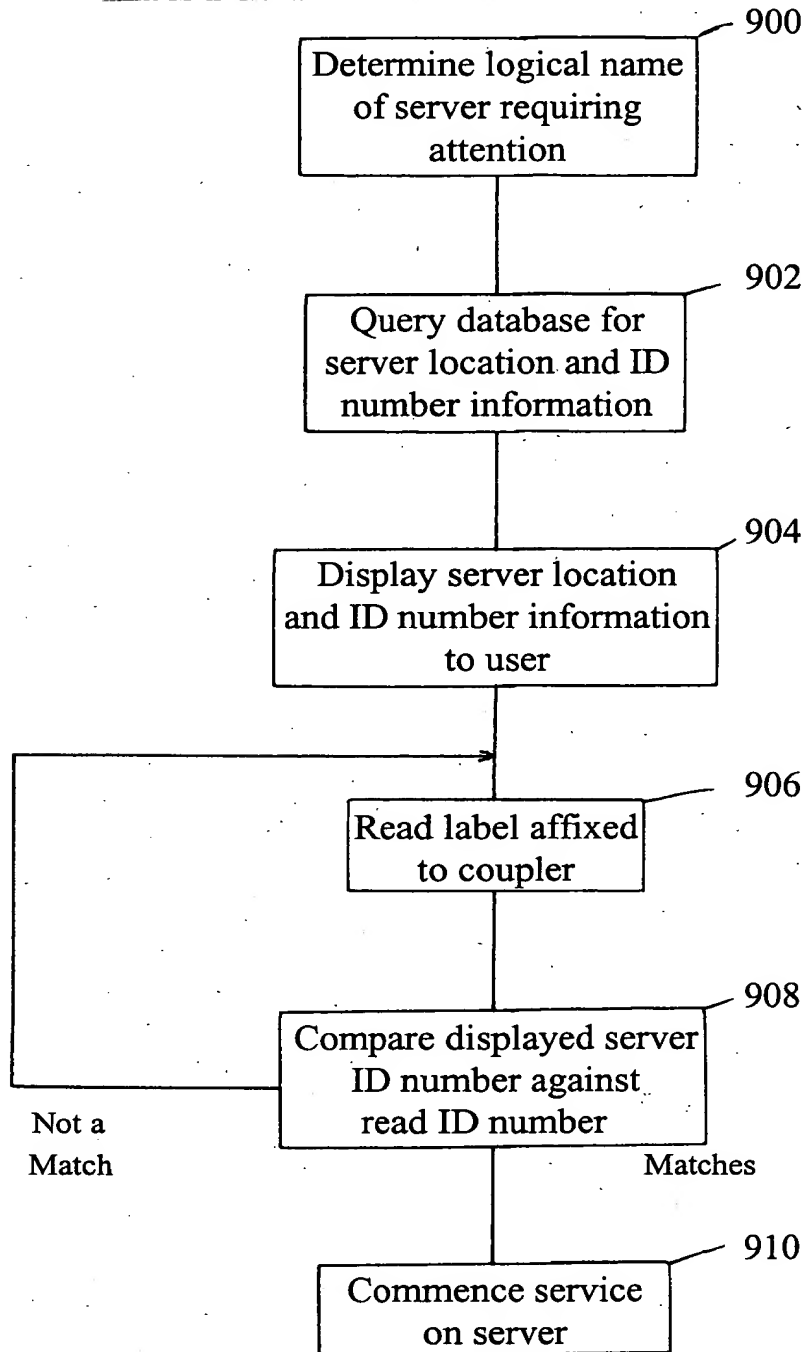 900
Determine logical name
of server requiring
attention
902
Query database for
server location and ID
number information
904
Display server location
and ID number information
to user
906
Read label affixed
to coupler
908
Compare displayed server
ID number against
read ID number
Not a
Match
Matches
910
Commence service
on server